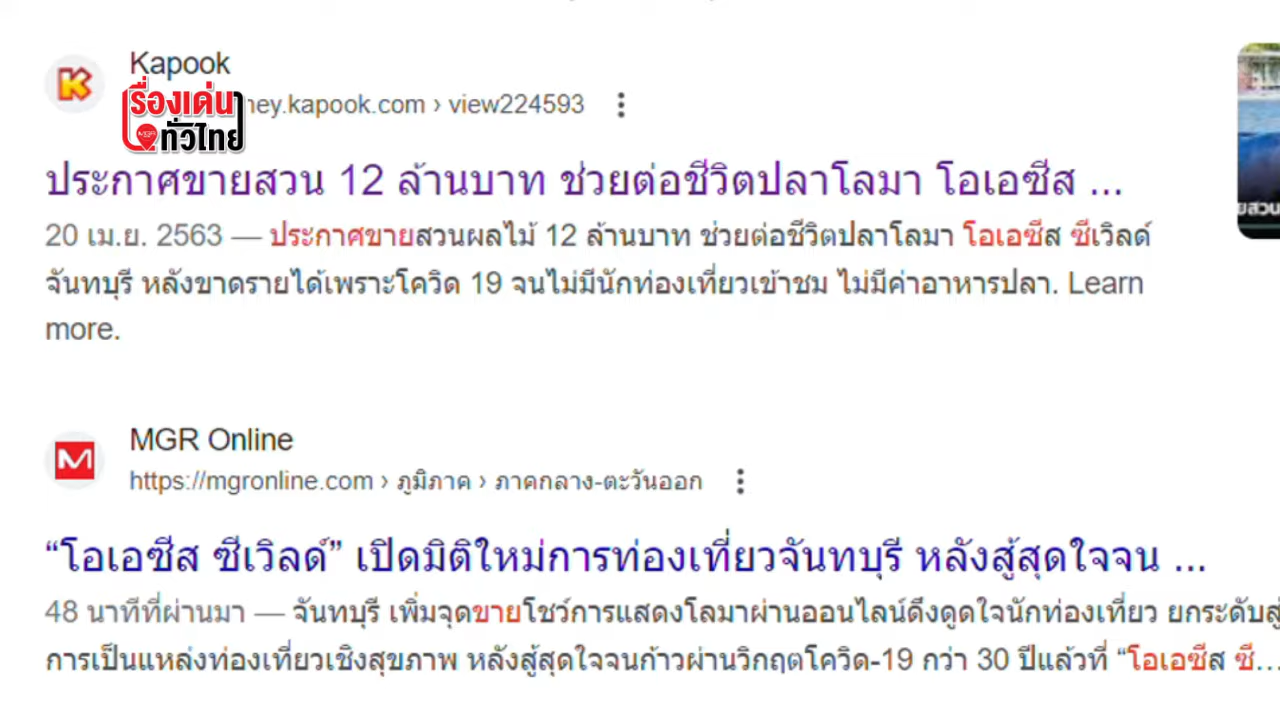 Kapook
ney.kapook.com › view224593
เรื่องเด่น
ทั่วไทย
ประกาศขายสวน 12 ล้านบาท ช่วยต่อชีวิตปลาโลมา โอเอซีส ...
20 เม.ย. 2563 — ประกาศขายสวนผลไม้ 12 ล้านบาท ช่วยต่อชีวิตปลาโลมา โอเอซีส ซีเวิลด์
จันทบุรี หลังขาดรายได้เพราะโควิด 19 จนไม่มีนักท่องเที่ยวเข้าชม ไม่มีค่าอาหารปลา. Learn
more.
MGR Online
https://mgronline.com › ภูมิภาค › ภาคกลาง-ตะวันออก
“โอเอซีส ซีเวิลด์” เปิดมิติใหม่การท่องเที่ยวจันทบุรี หลังสู้สุดใจจน ...
48 นาทีที่ผ่านมา — จันทบุรี เพิ่มจุดขายโชว์การแสดงโลมาผ่านออนไลน์ดึงดูดใจนักท่องเที่ยว ยกระดับสู่
การเป็นแหล่งท่องเที่ยวเชิงสุขภาพ หลังสู้สุดใจจนก้าวผ่านวิกฤตโควิด-19 กว่า 30 ปีแล้วที่ “โอเอซีส ซี...